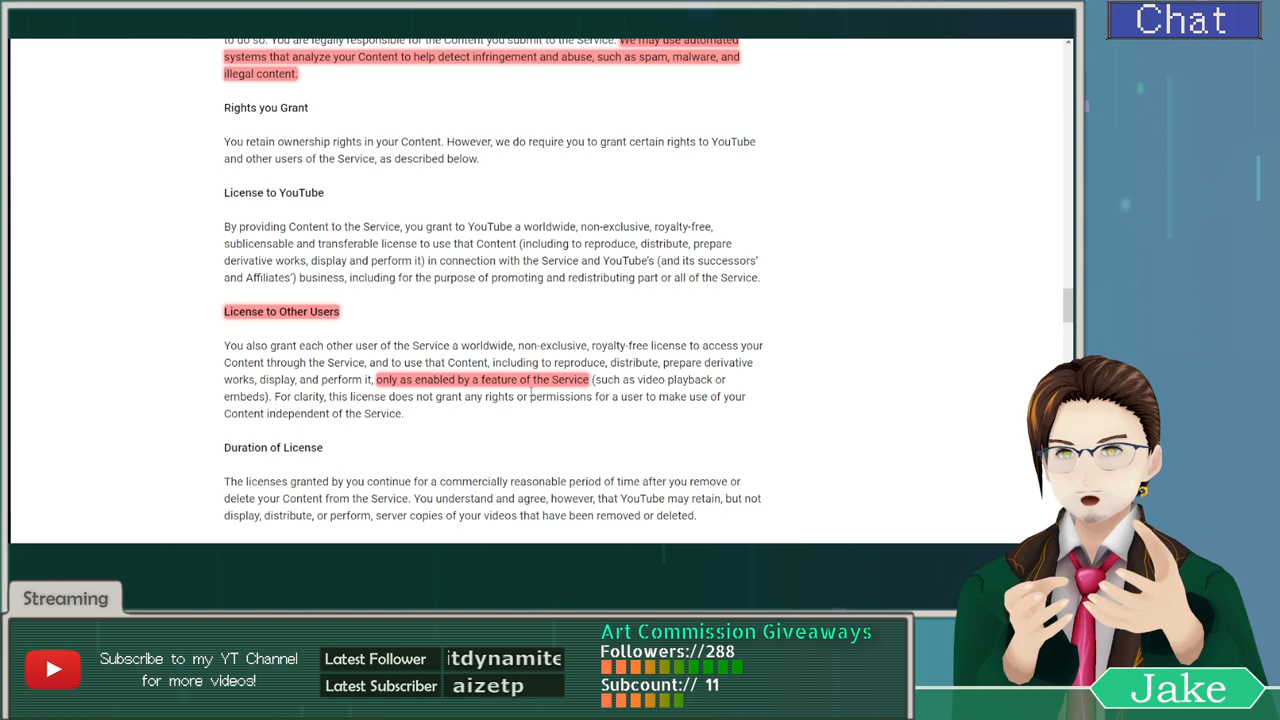 Chat
to do so. You are legally responsible for the Content you submit to the Service. We may use automated
systems that analyze your Content to help detect infringement and abuse, such as spam, malware, and
illegal content.
Rights you Grant
You retain ownership rights in your Content. However, we do require you to grant certain rights to YouTube
and other users of the Service, as described below.
License to YouTube
By providing Content to the Service, you grant to YouTube a worldwide, non-exclusive, royalty-free,
sublicensable and transferable license to use that Content (including to reproduce, distribute, prepare
derivative works, display and perform it) in connection with the Service and YouTube's (and its successors'
and Affiliates') business, including for the purpose of promoting and redistributing part or all of the Service.
License to Other Users
You also grant each other user of the Service a worldwide, non-exclusive, royalty-free license to access your
Content through the Service, and to use that Content, including to reproduce, distribute, prepare derivative
works, display, and perform it, only as enabled by a feature of the Service (such as video playback or
embeds). For clarity, this license does not grant any rights or permissions for a user to make use of your
Content independent of the Service.
Duration of License
The licenses granted by you continue for a commercially reasonable period of time after you remove or
delete your Content from the Service. You understand and agree, however, that YouTube may retain, but not
display, distribute, or perform, server copies of your videos that have been removed or deleted.
Streaming
Subscribe to my YT Channel
for more videos!
Latest Follower itdynamite
Latest Subscriber aizetp
Art Commission Giveaways
Followers://288
Subcount:// 11
Jake